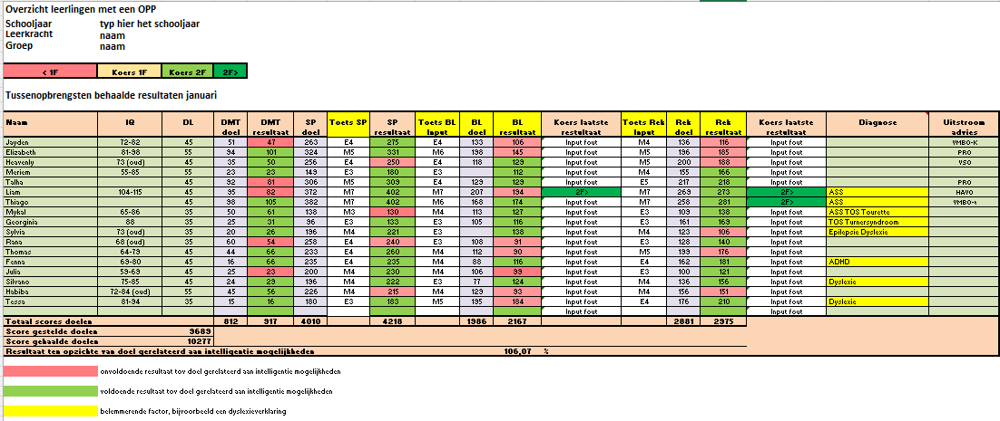 Overzicht leerlingen met een OPP
Schooljaar typ hier het schooljaar
Leerkracht naam
Groep naam
< 1F Koers 1F Koers 2F 2F>
Tussenopbrengsten behaalde resultaten januari
Naam IQ DL DMT doel DMT resultaat SP doel Toets SP SP resultaat Toets BL Input BL doel BL resultaat Koers laatste resttaat Toets Rek Input Rek doel Rek resultaat Koers laatste resttaat Diagnose Uitstroom advies
Jayden 72-82 45 51 47 263 E4 275 E4 133 106 Input fout M4 136 116 Input fout VMBO-K
Elizabeth 81-98 55 94 101 324 M5 331 M6 198 145 Input fout M5 196 185 Input fout PRO
Heavenly 73 (oud) 35 50 256 E4 250 E4 118 129 Input fout M5 200 188 Input fout VSO
Meriem 55-85 55 23 23 149 E3 180 E3 112 Input fout M4 155 166 Input fout
Talha 45 92 81 306 M5 309 E4 129 129 Input fout E5 217 218 Input fout PRO
Liam 104-115 45 95 82 372 M7 402 M7 207 194 2F> M7 269 273 2F> ASS HAVO
Thiago 45 98 105 382 M7 402 M6 168 174 Input fout M7 258 281 2F> ASS VMBO-t
Mykal 65-86 35 50 61 138 M3 130 M4 113 127 Input fout E3 109 138 Input fout ASS TOS Tourette
Georginia 88 35 25 31 96 E3 133 E3 105 116 Input fout E3 161 169 Input fout TOS Turnersyndroom
Sylvia 73 (oud) 35 20 26 196 M4 221 E3 138 Input fout M4 123 106 Input fout Epilepsie Dyslexie
Rana 68 (oud) 35 60 54 258 E4 240 E3 108 91 Input fout E3 128 140 Input fout
Thomas 64-79 45 44 66 233 E4 260 M4 112 90 Input fout M5 199 176 Input fout
Fenna 69-80 45 16 66 235 E4 235 M4 88 116 Input fout E4 162 181 Input fout ADHD
Julia 59-69 45 25 23 200 M4 230 M4 106 99 Input fout E3 100 121 Input fout
Silvano 75-85 45 24 29 196 M4 222 E3 77 124 Input fout M4 136 156 Input fout Dyslexie
Habiba 72-84 (oud) 55 45 56 226 M4 215 M4 129 93 Input fout M4 156 151 Input fout
Tessa 81-94 35 15 16 180 E3 183 M5 195 184 Input fout E4 176 210 Input fout Dyslexie
Input fout Input fout
Totaal scores doelen 812 917 4010 4218 1986 2167 2881 2975
Score gestelde doelen 9689
Score gehaalde doelen 10277
Resultaat ten opzichte van doel gerelateerd aan intelligentie mogelijkheden 106,07 %
onvoldoende resultaat tov doel gerelateerd aan intelligentie mogelijkheden
voldoende resultaat tov doel gerelateerd aan intelligentie mogelijkheden
belemmerende factor, bijvoorbeeld een dyslexieverklaring